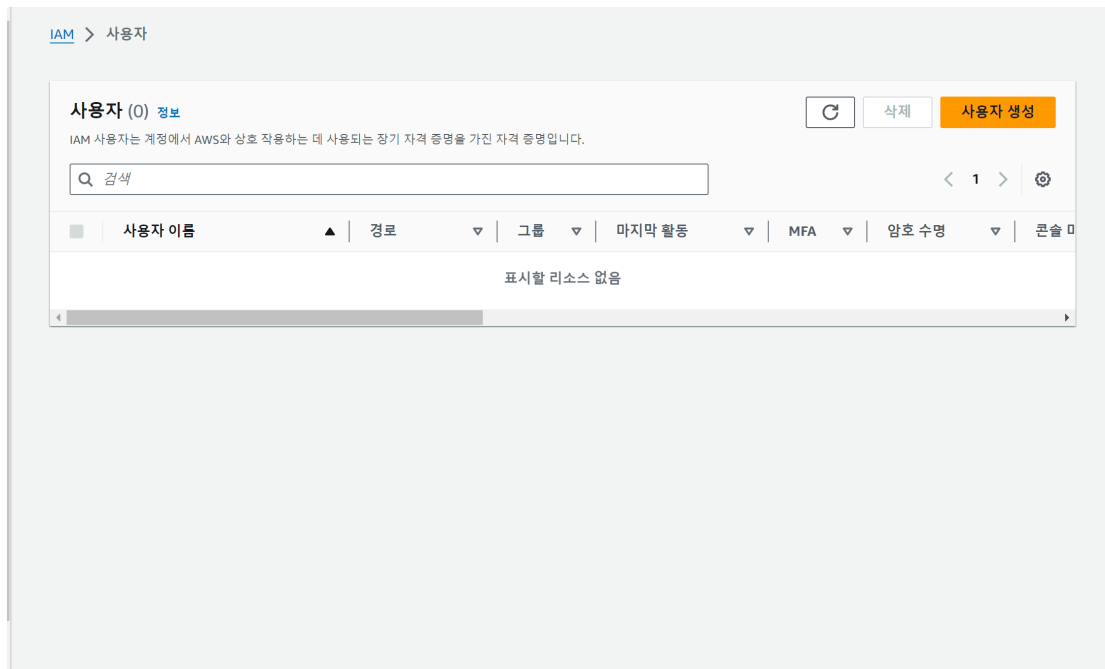 IAM > 사용자
사용자 (0) 정보
삭제
사용자 생성
IAM 사용자는 계정에서 AWS와 상호 작용하는 데 사용되는 장기 자격 증명을 가진 자격 증명입니다.
검색
1
사용자 이름 경로 그룹 마지막 활동 MFA 암호 수명 콘솔
표시할 리소스 없음